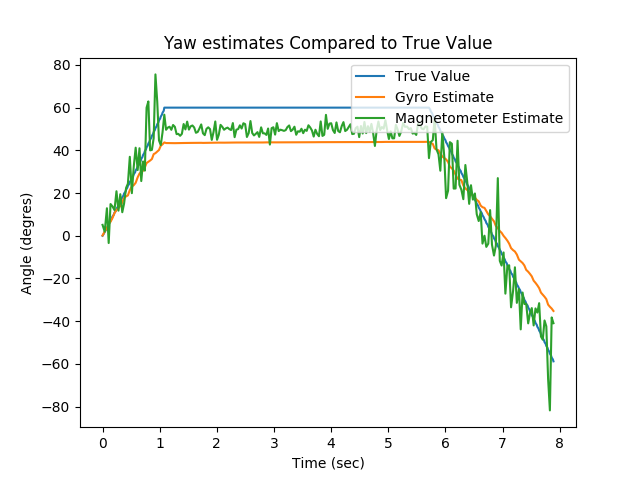 Yaw estimates Compared to True Value
True Value
Gyro Estimate
Magnetometer Estimate
80
60
40
20
0
−20
−40
−60
−80
Angle (degres)
0 1 2 3 4 5 6 7 8
Time (sec)